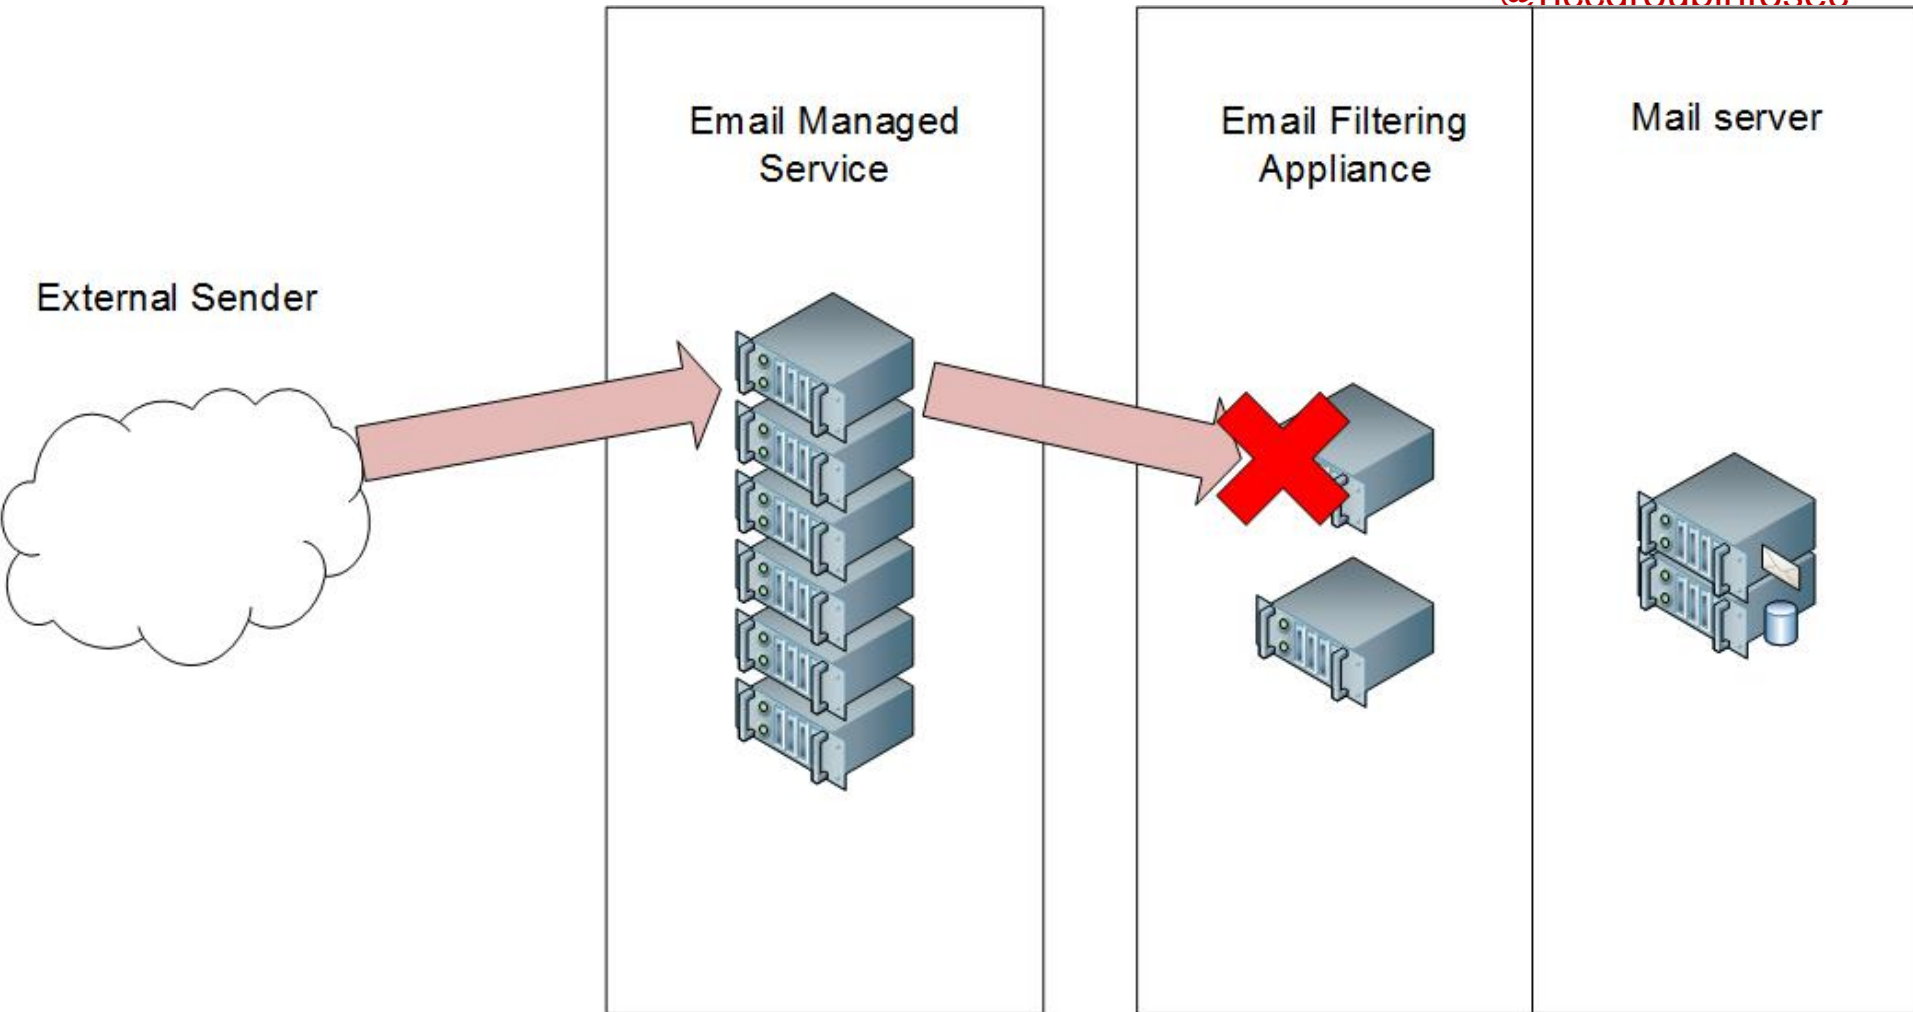 Email Managed
Service
Email Filtering
Appliance
Mail server
External Sender